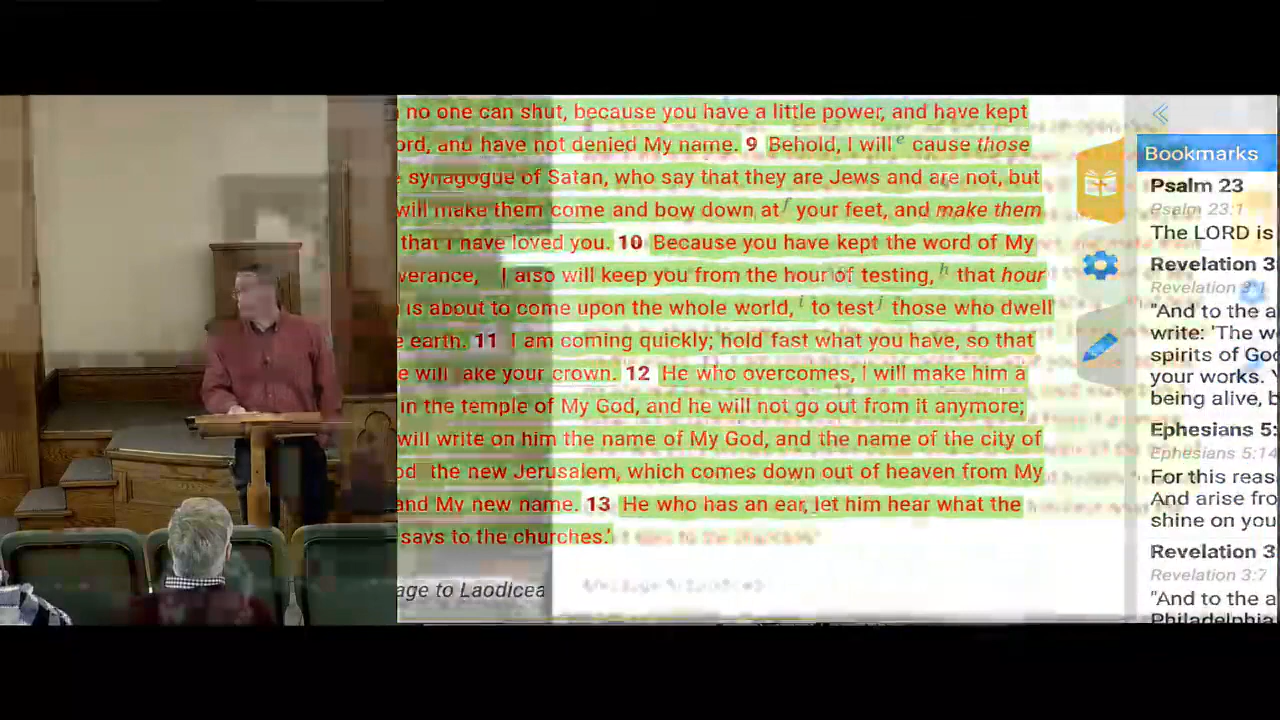 no one can shut, because you have a little power, and have kept
ord, and have not denied My name. 9 Behold, I will e cause those
synagogue of Satan, who say that they are Jews and are not, but
will make them come and bow down at f your feet, and make them
that I have loved you. 10 Because you have kept the word of My
verance, I also will keep you from the hour of testing, h that hour
is about to come upon the whole world, i to test j those who dwell
e earth. 11 I am coming quickly; hold fast what you have, so that
e will ake your crown. 12 He who overcomes, I will make him a
in the temple of My God, and he will not go out from it anymore;
will write on him the name of My God, and the name of the city of
od the new Jerusalem, which comes down out of heaven from My
and My new name. 13 He who has an ear, let him hear what the
says to the churches.'
age to Laodicea
Bookmarks
Psalm 23
Psalm 23:1
The LORD is
Revelation 3
Revelation 3:1
"And to the a
write: 'The w
spirits of God
your works. Y
being alive, b
Ephesians 5:
Ephesians 5:14
For this reas
And arise fro
shine on you
Revelation 3
Revelation 3:7
"And to the a
Philadelphia